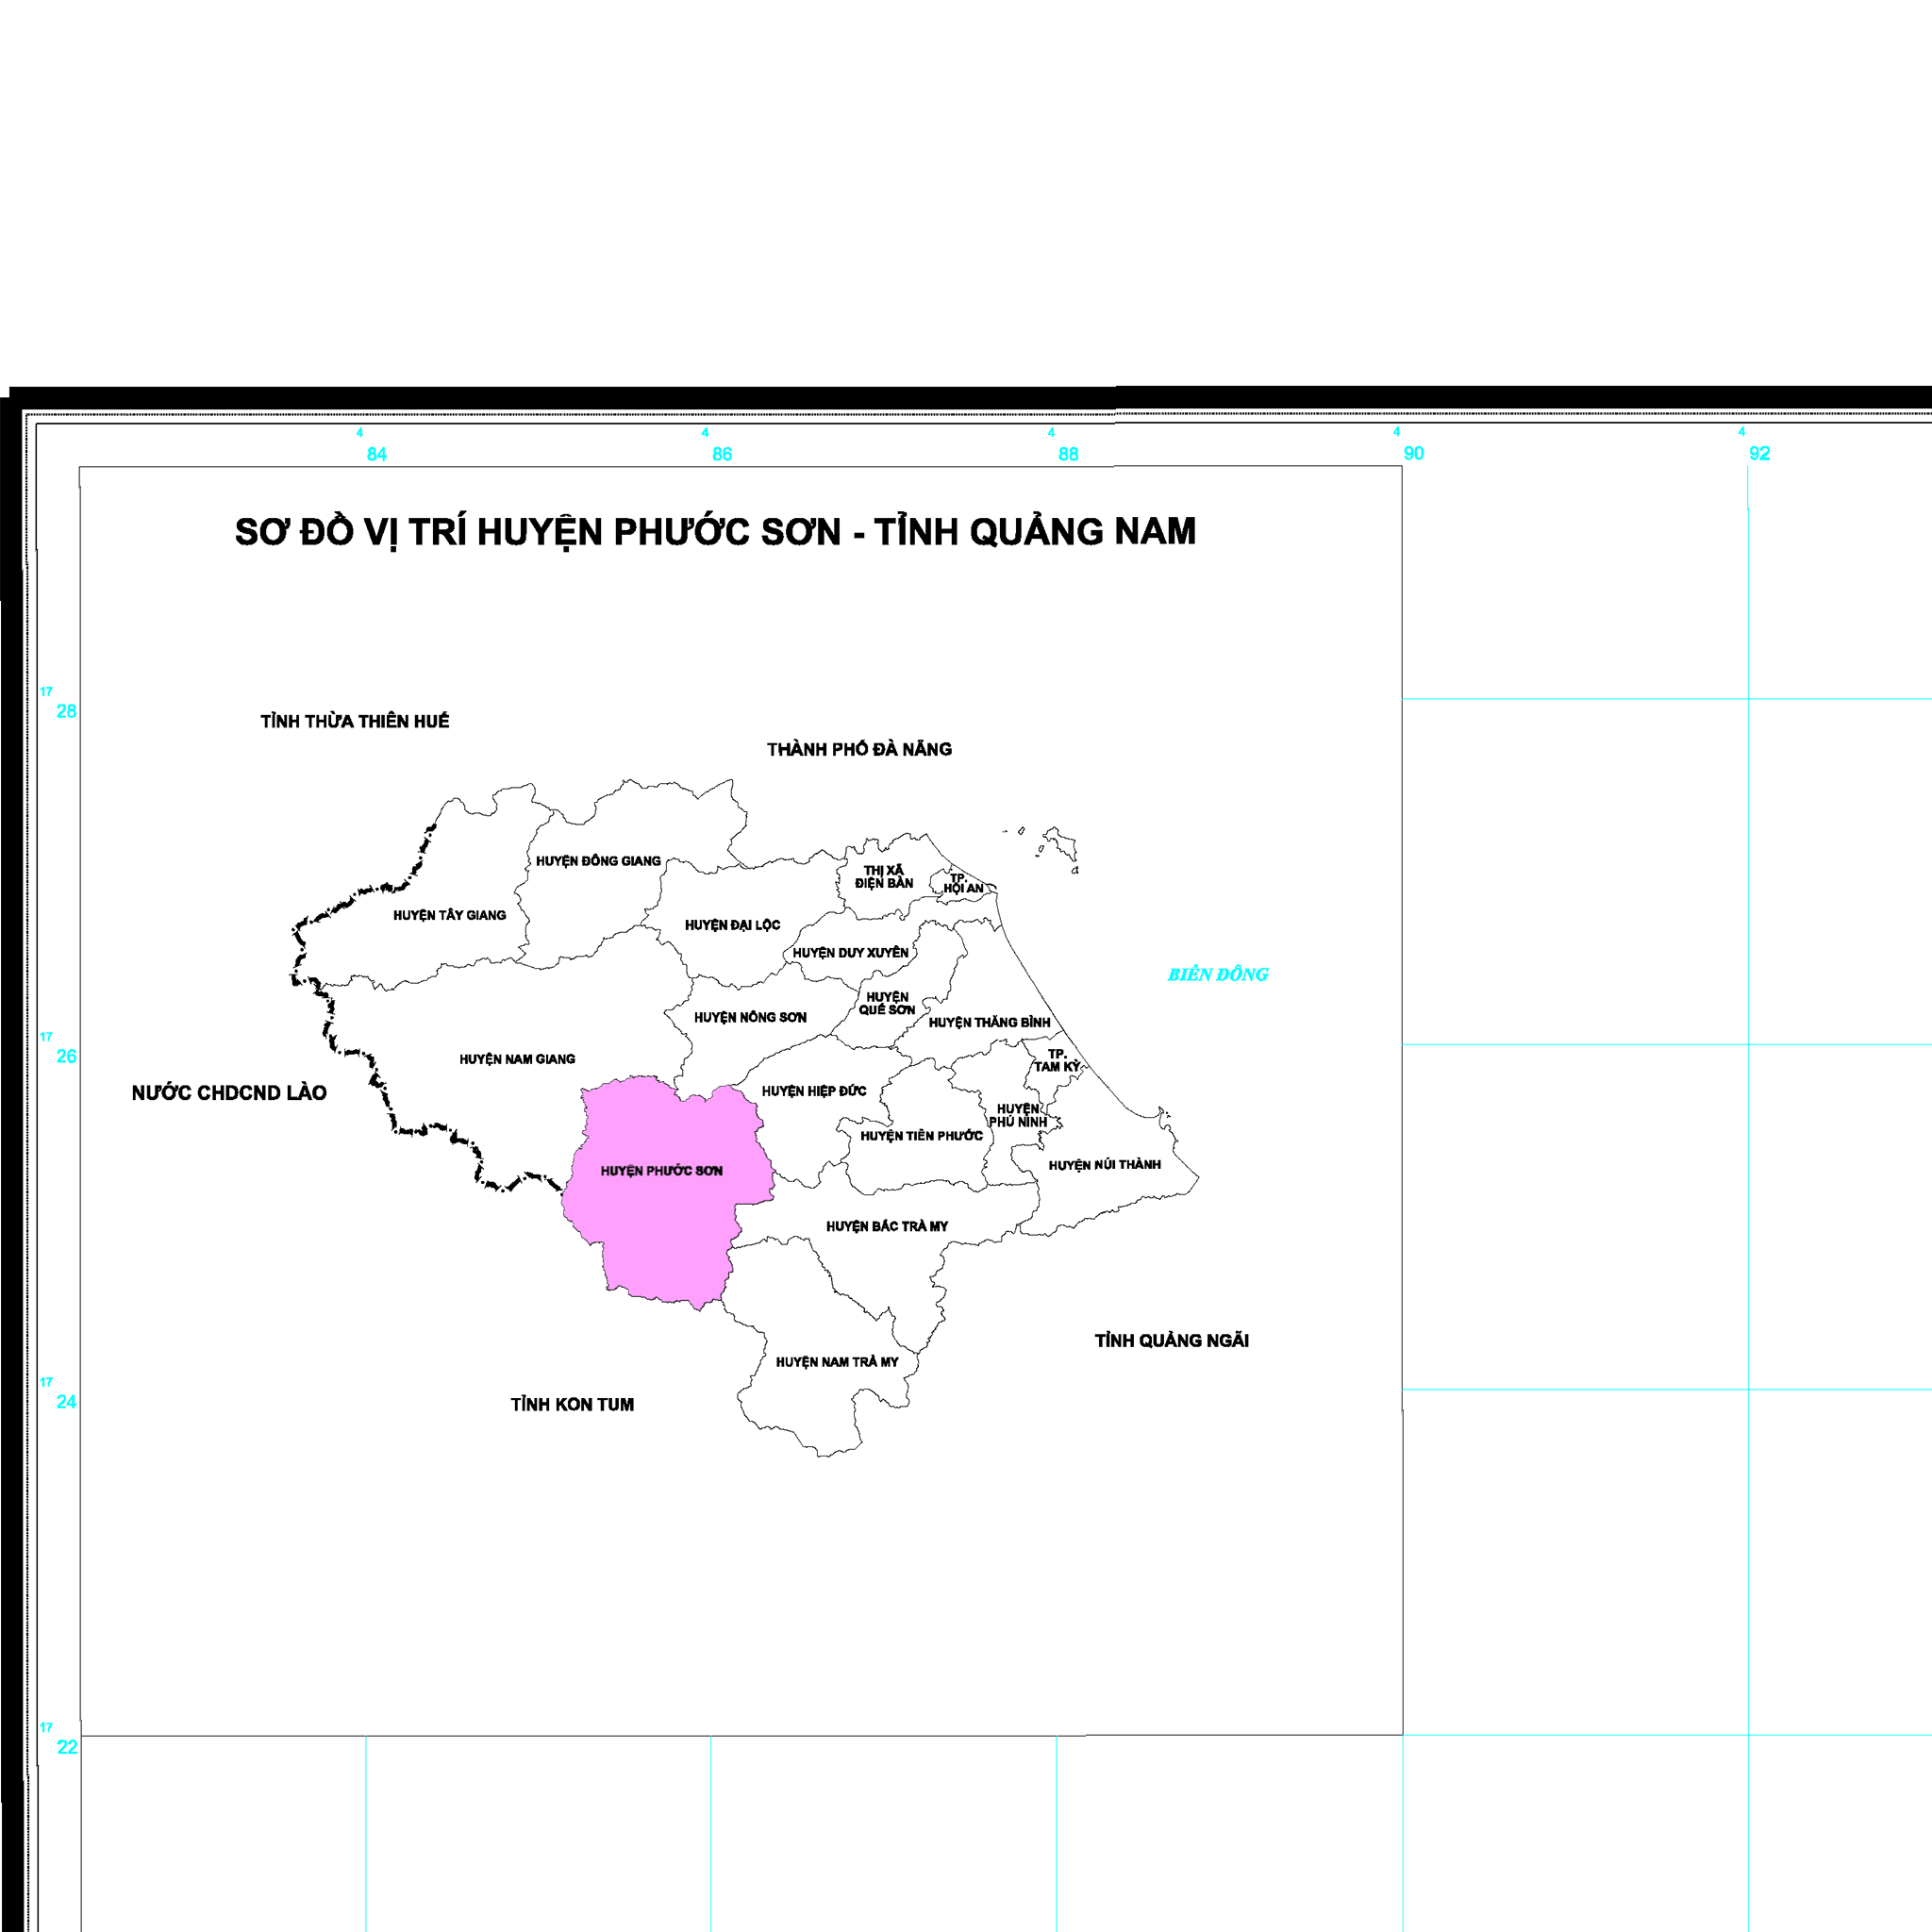 4 4 4 4 4
84 86 88 90 92
SƠ ĐỒ VỊ TRÍ HUYỆN PHƯỚC SƠN - TỈNH QUẢNG NAM
17
28
TỈNH THỪA THIÊN HUẾ
THÀNH PHỐ ĐÀ NẴNG
HUYỆN ĐÔNG GIANG
THỊ XÃ
ĐIỆN BÀN
TP.
HỘI AN
HUYỆN TÂY GIANG
HUYỆN ĐẠI LỘC
HUYỆN DUY XUYÊN
BIỂN ĐÔNG
HUYỆN
QUẾ SƠN
HUYỆN NÔNG SƠN
HUYỆN THĂNG BÌNH
17
26
HUYỆN NAM GIANG
TP.
TAM KỲ
NƯỚC CHDCND LÀO
HUYỆN HIỆP ĐỨC
HUYỆN
PHÚ NINH
HUYỆN TIÊN PHƯỚC
HUYỆN PHƯỚC SƠN
HUYỆN NÚI THÀNH
HUYỆN BẮC TRÀ MY
TỈNH QUẢNG NGÃI
HUYỆN NAM TRÀ MY
17
24
TỈNH KON TUM
17
22